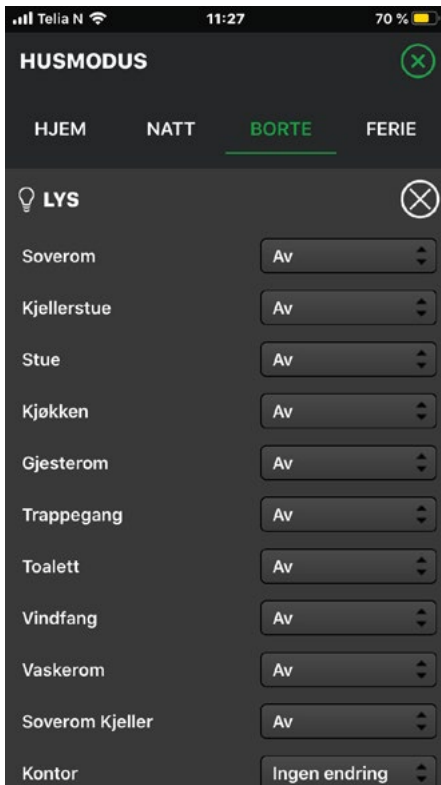 Telia N 11:27 70 %
HUSMODUS
HJEM NATT BORTE FERIE
LYS
Soverom Av
Kjellerstue Av
Stue Av
Kjøkken Av
Gjesterom Av
Trappegang Av
Toalett Av
Vindfang Av
Vaskerom Av
Soverom Kjeller Av
Kontor Ingen endring